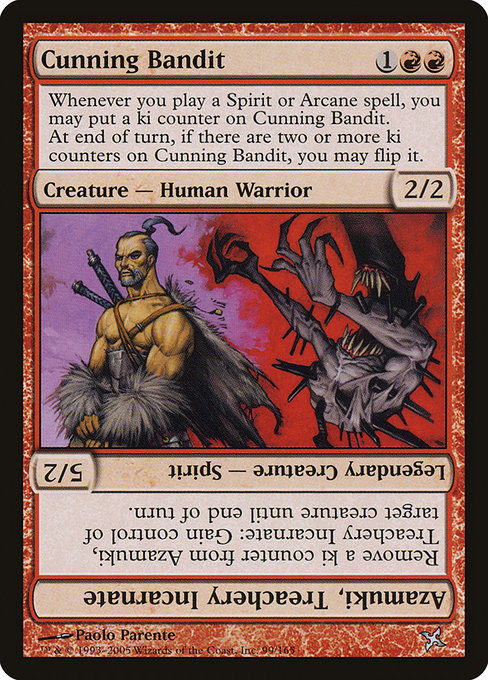 Cunning Bandit 1
Whenever you play a Spirit or Arcane spell, you
may put a ki counter on Cunning Bandit.
At end of turn, if there are two or more ki
counters on Cunning Bandit, you may flip it.
Creature — Human Warrior
2/2
Azamuki, Treachery Incarnate
Remove a ki counter from Azamuki,
Treachery Incarnate: Gain control of
target creature until end of turn.
Legendary Creature — Spirit
5/2
Paolo Parente
™ & © 1993-2005 Wizards of the Coast, Inc. 99/165